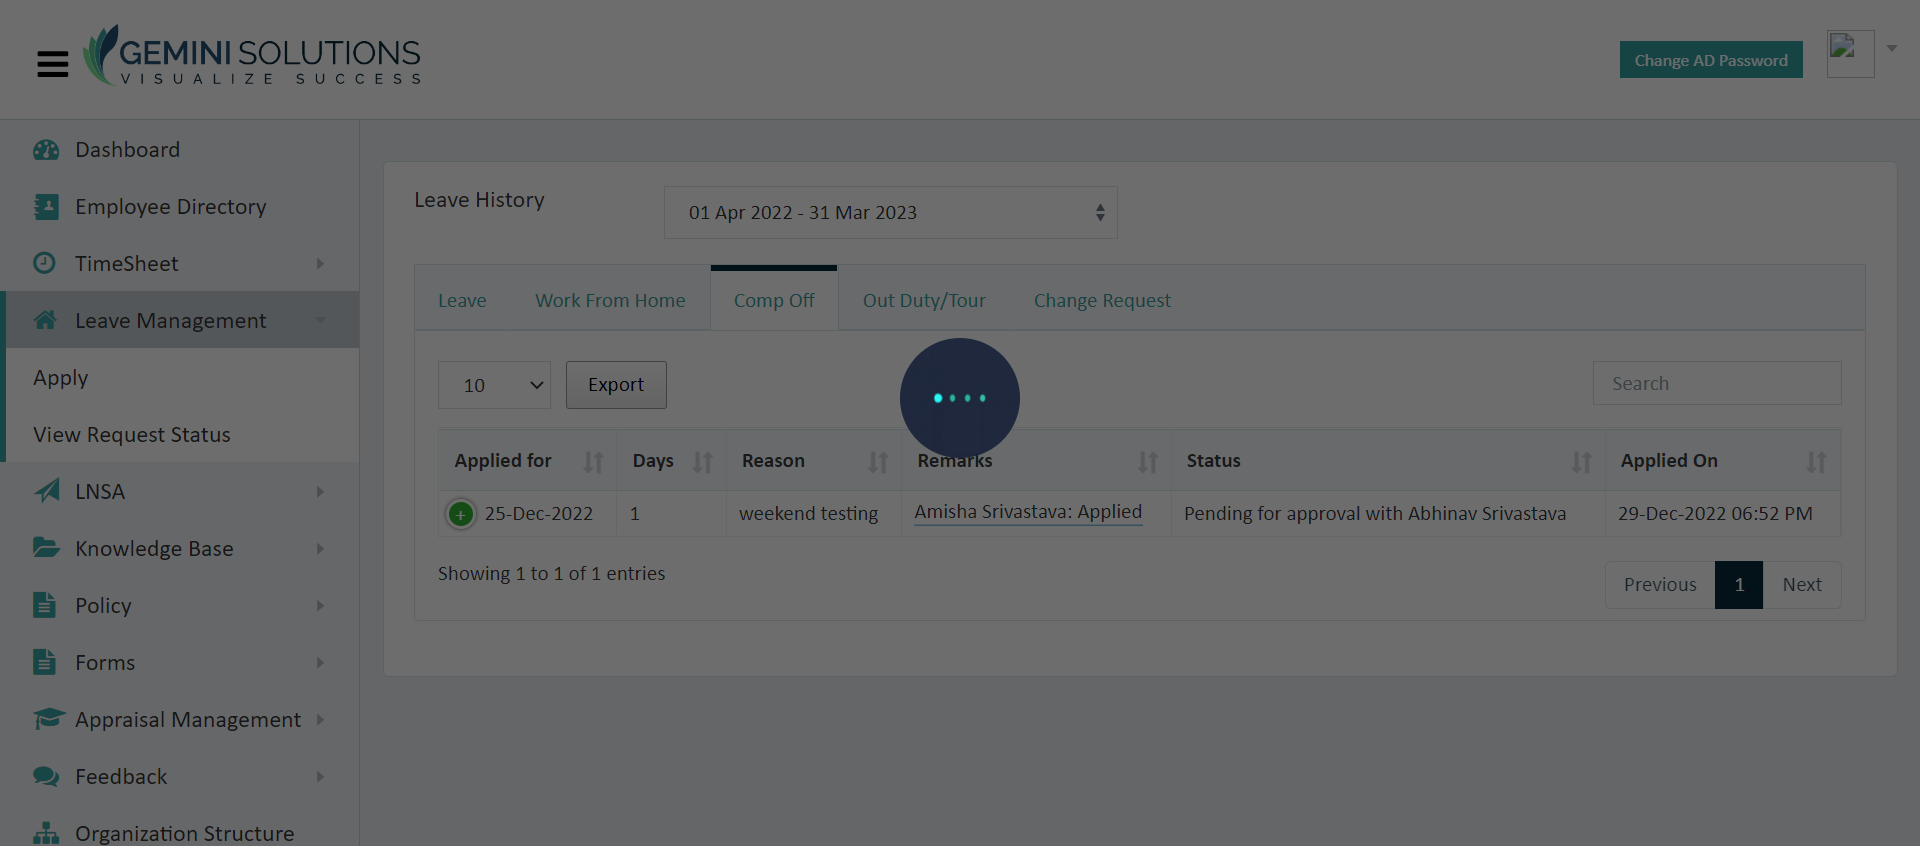 GEMINI SOLUTIONS
VISUALIZE SUCCESS
Change AD Password
Dashboard
Employee Directory
TimeSheet
Leave Management
Apply
View Request Status
LNSA
Knowledge Base
Policy
Forms
Appraisal Management
Feedback
Organization Structure
Leave History
01 Apr 2022 - 31 Mar 2023
Leave Work From Home Comp Off Out Duty/Tour Change Request
10 Export Search
Applied for Days Reason Remarks Status Applied On
25-Dec-2022 1 weekend testing Amisha Srivastava: Applied Pending for approval with Abhinav Srivastava 29-Dec-2022 06:52 PM
Showing 1 to 1 of 1 entries
Previous 1 Next